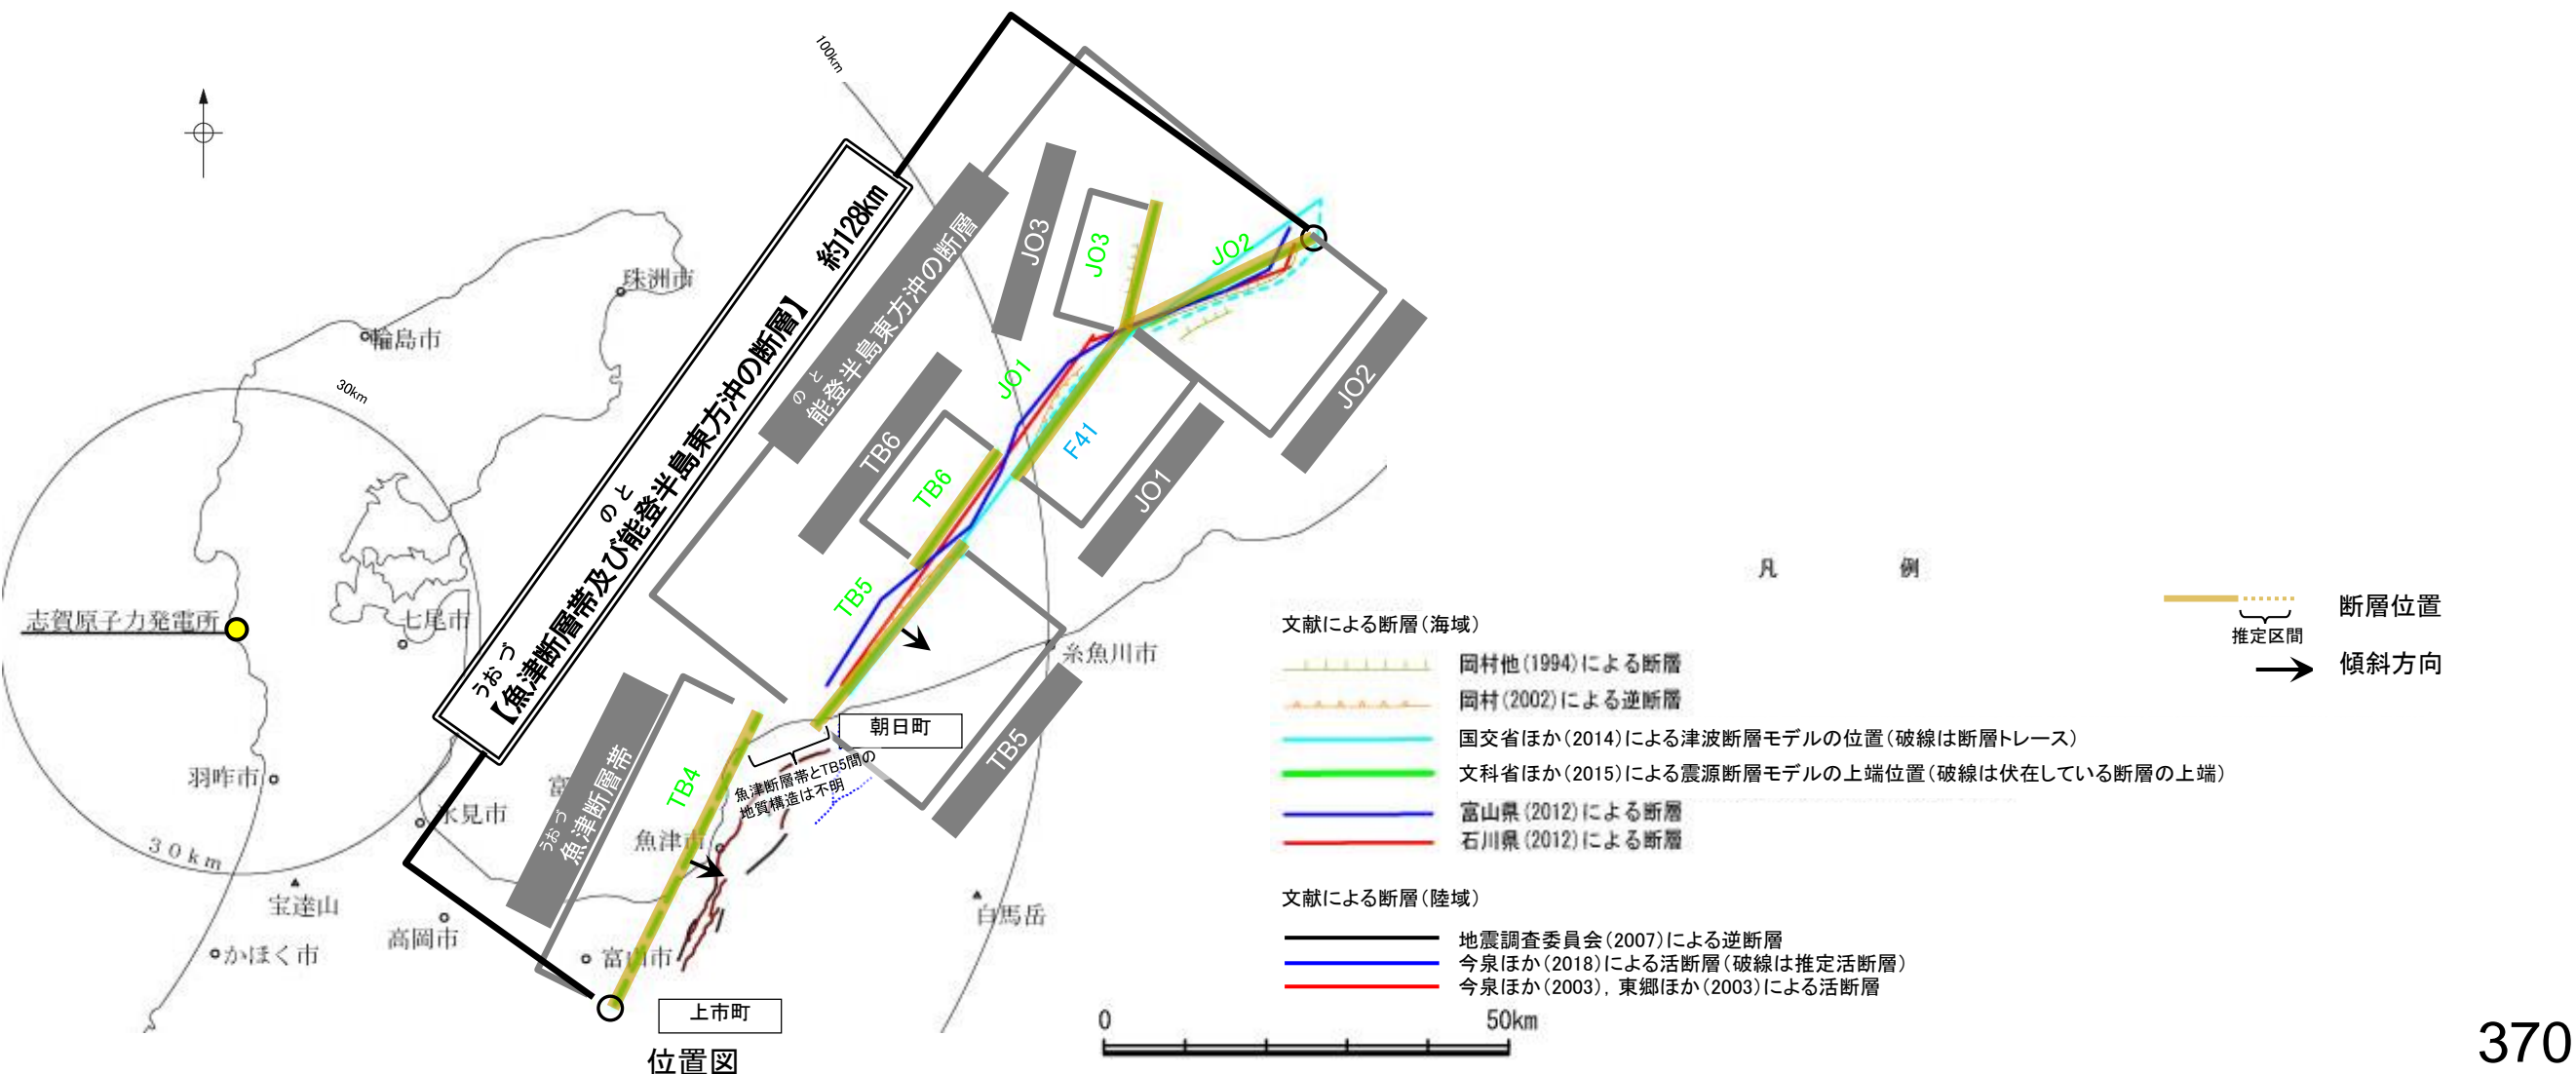 100km
【魚津断層帯及び能登半島東方沖の断層】 約128km
うおづ
のと
能登半島東方沖の断層
のと
JO3
JO3
JO2
JO2
JO1
JO1
F41
TB6
TB6
TB5
TB5
TB4
魚津断層帯
うおづ
珠洲市
輪島市
30km
志賀原子力発電所
七尾市
糸魚川市
朝日町
魚津断層帯とTB5間の
地質構造は不明
羽咋市
氷見市
富
魚津市
30km
宝達山
高岡市
かほく市
富山市
白馬岳
上市町
位置図
凡 例
文献による断層(海域)
岡村他(1994)による断層
岡村(2002)による逆断層
国交省ほか(2014)による津波断層モデルの位置(破線は断層トレース)
文科省ほか(2015)による震源断層モデルの上端位置(破線は伏在している断層の上端)
富山県(2012)による断層
石川県(2012)による断層
文献による断層(陸域)
地震調査委員会(2007)による逆断層
今泉ほか(2018)による活断層(破線は推定活断層)
今泉ほか(2003), 東郷ほか(2003)による活断層
断層位置
推定区間
傾斜方向
0 50km
370